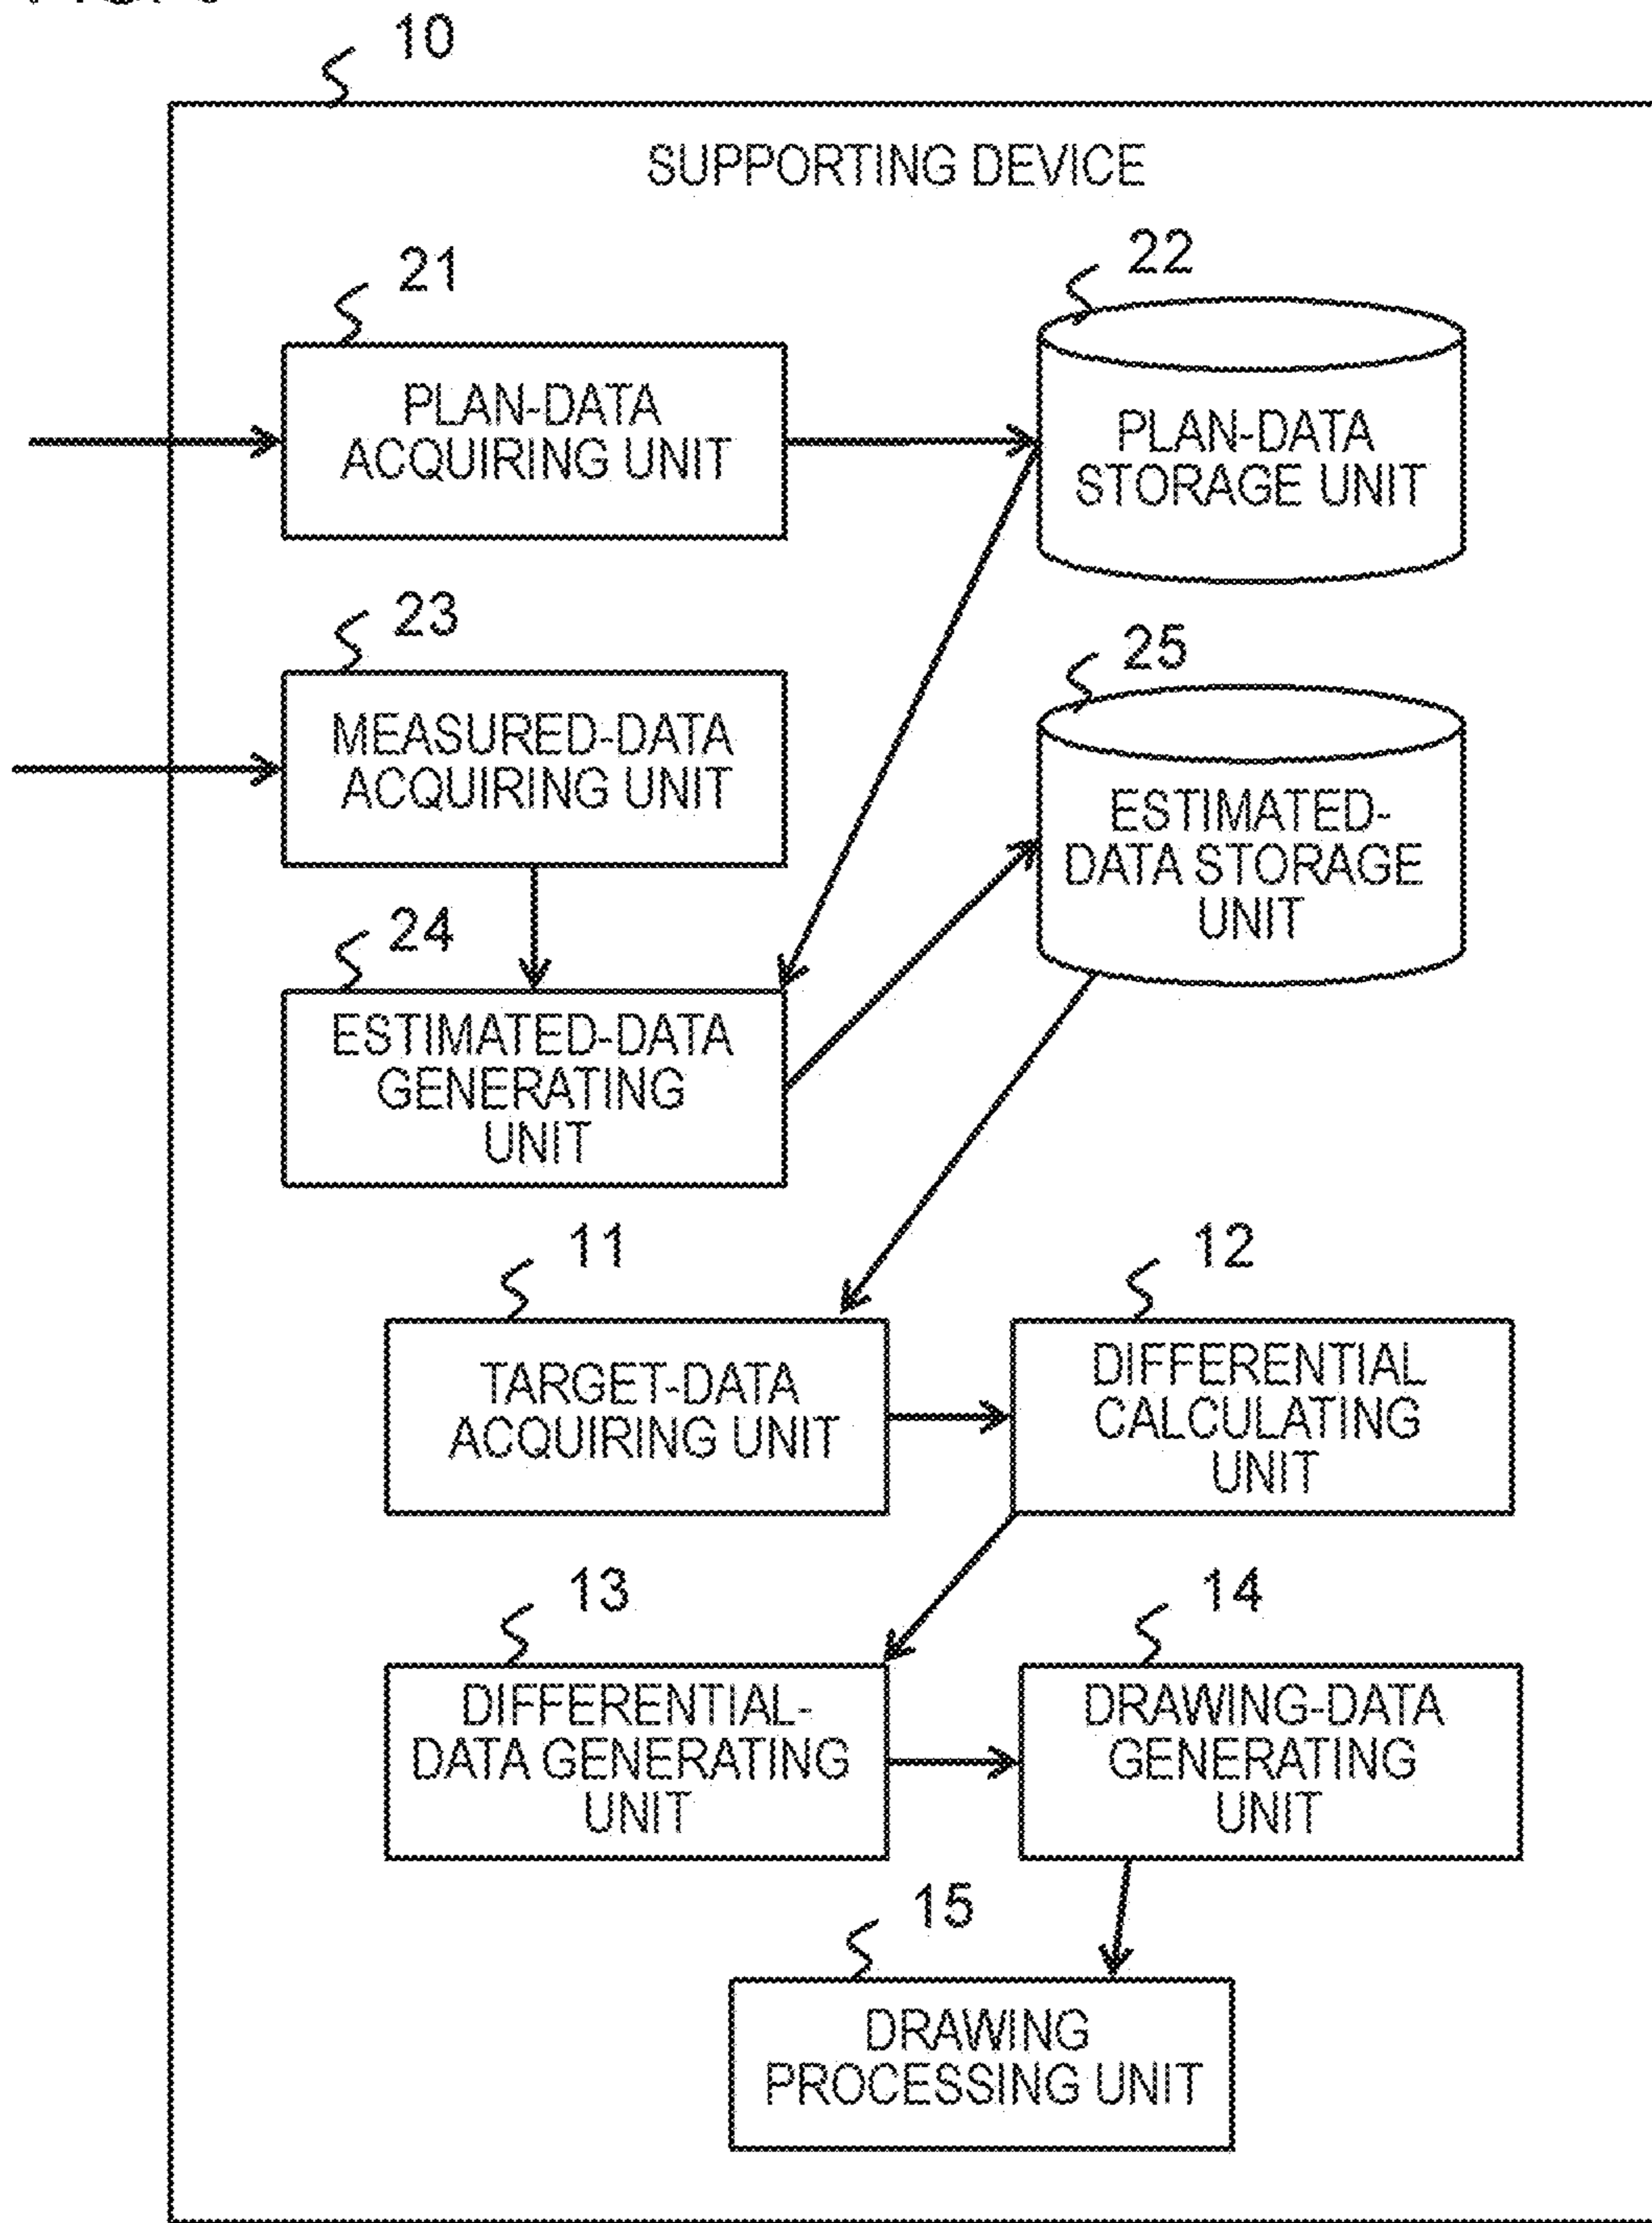 10
SUPPORTING DEVICE
21
PLAN-DATA
ACQUIRING UNIT
22
PLAN-DATA
STORAGE UNIT
23
MEASURED-DATA
ACQUIRING UNIT
25
ESTIMATED-
DATA STORAGE
UNIT
24
ESTIMATED-DATA
GENERATING
UNIT
11
TARGET-DATA
ACQUIRING UNIT
12
DIFFERENTIAL
CALCULATING
UNIT
13
DIFFERENTIAL-
DATA GENERATING
UNIT
14
DRAWING-DATA
GENERATING
UNIT
15
DRAWING
PROCESSING UNIT